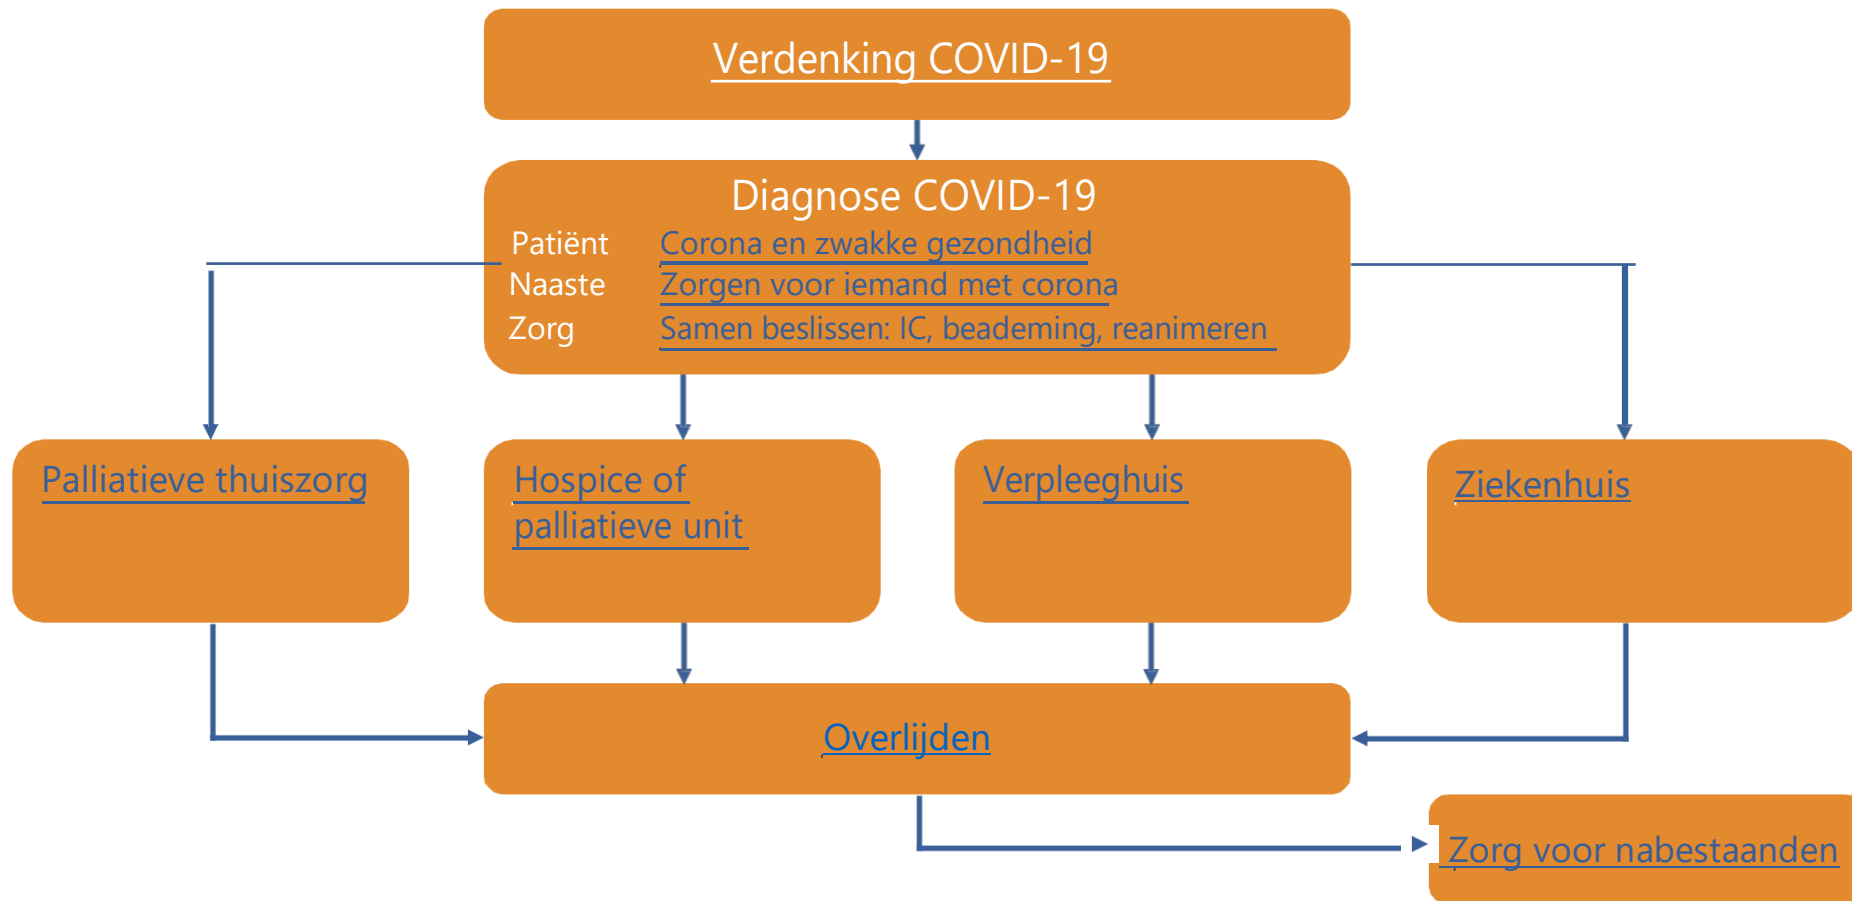 Verdenking COVID-19
Diagnose COVID-19
Patiënt Corona en zwakke gezondheid
Naaste Zorgen voor iemand met corona
Zorg Samen beslissen: IC, beademing, reanimeren
Palliatieve thuiszorg
Hospice of
palliatieve unit
Verpleeghuis
Ziekenhuis
Overlijden
Zorg voor nabestaanden